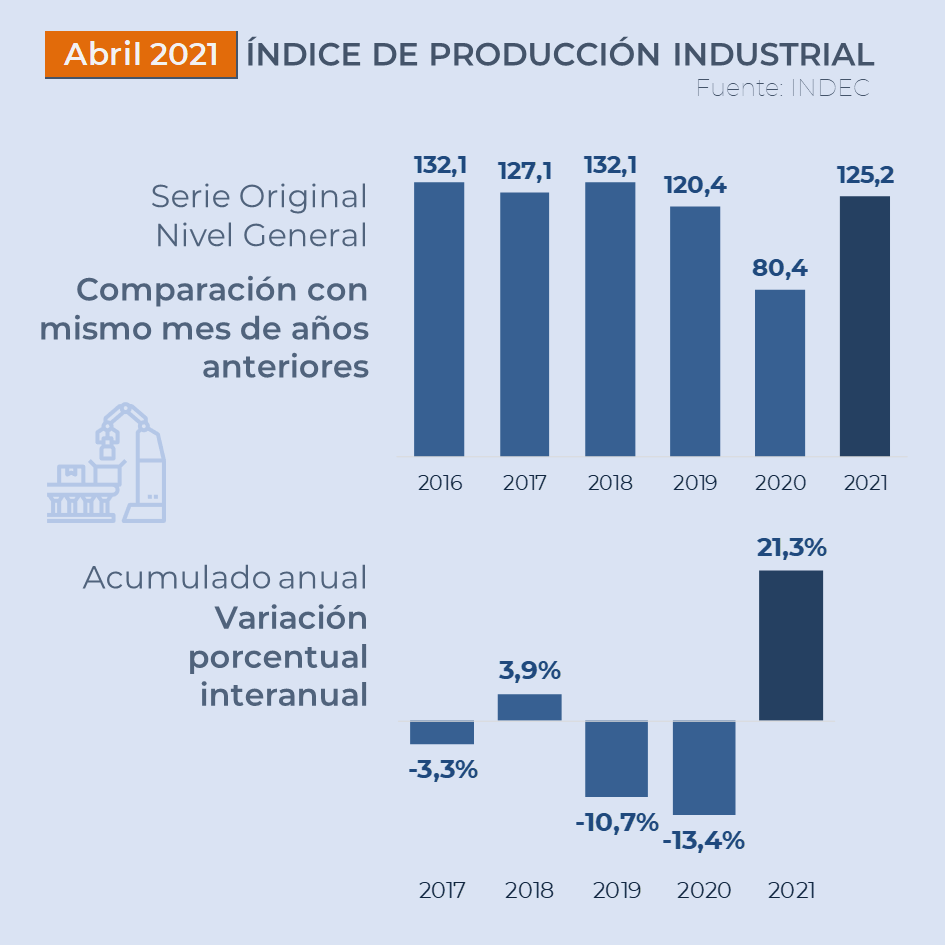 Abril 2021 ÍNDICE DE PRODUCCIÓN INDUSTRIAL
Fuente: INDEC
Serie Original
Nivel General
Comparación con
mismo mes de años
anteriores
132,1 127,1 132,1 120,4 80,4 125,2
2016 2017 2018 2019 2020 2021
Acumulado anual
Variación
porcentual
interanual
-3,3% 3,9% -10,7% -13,4% 21,3%
2017 2018 2019 2020 2021